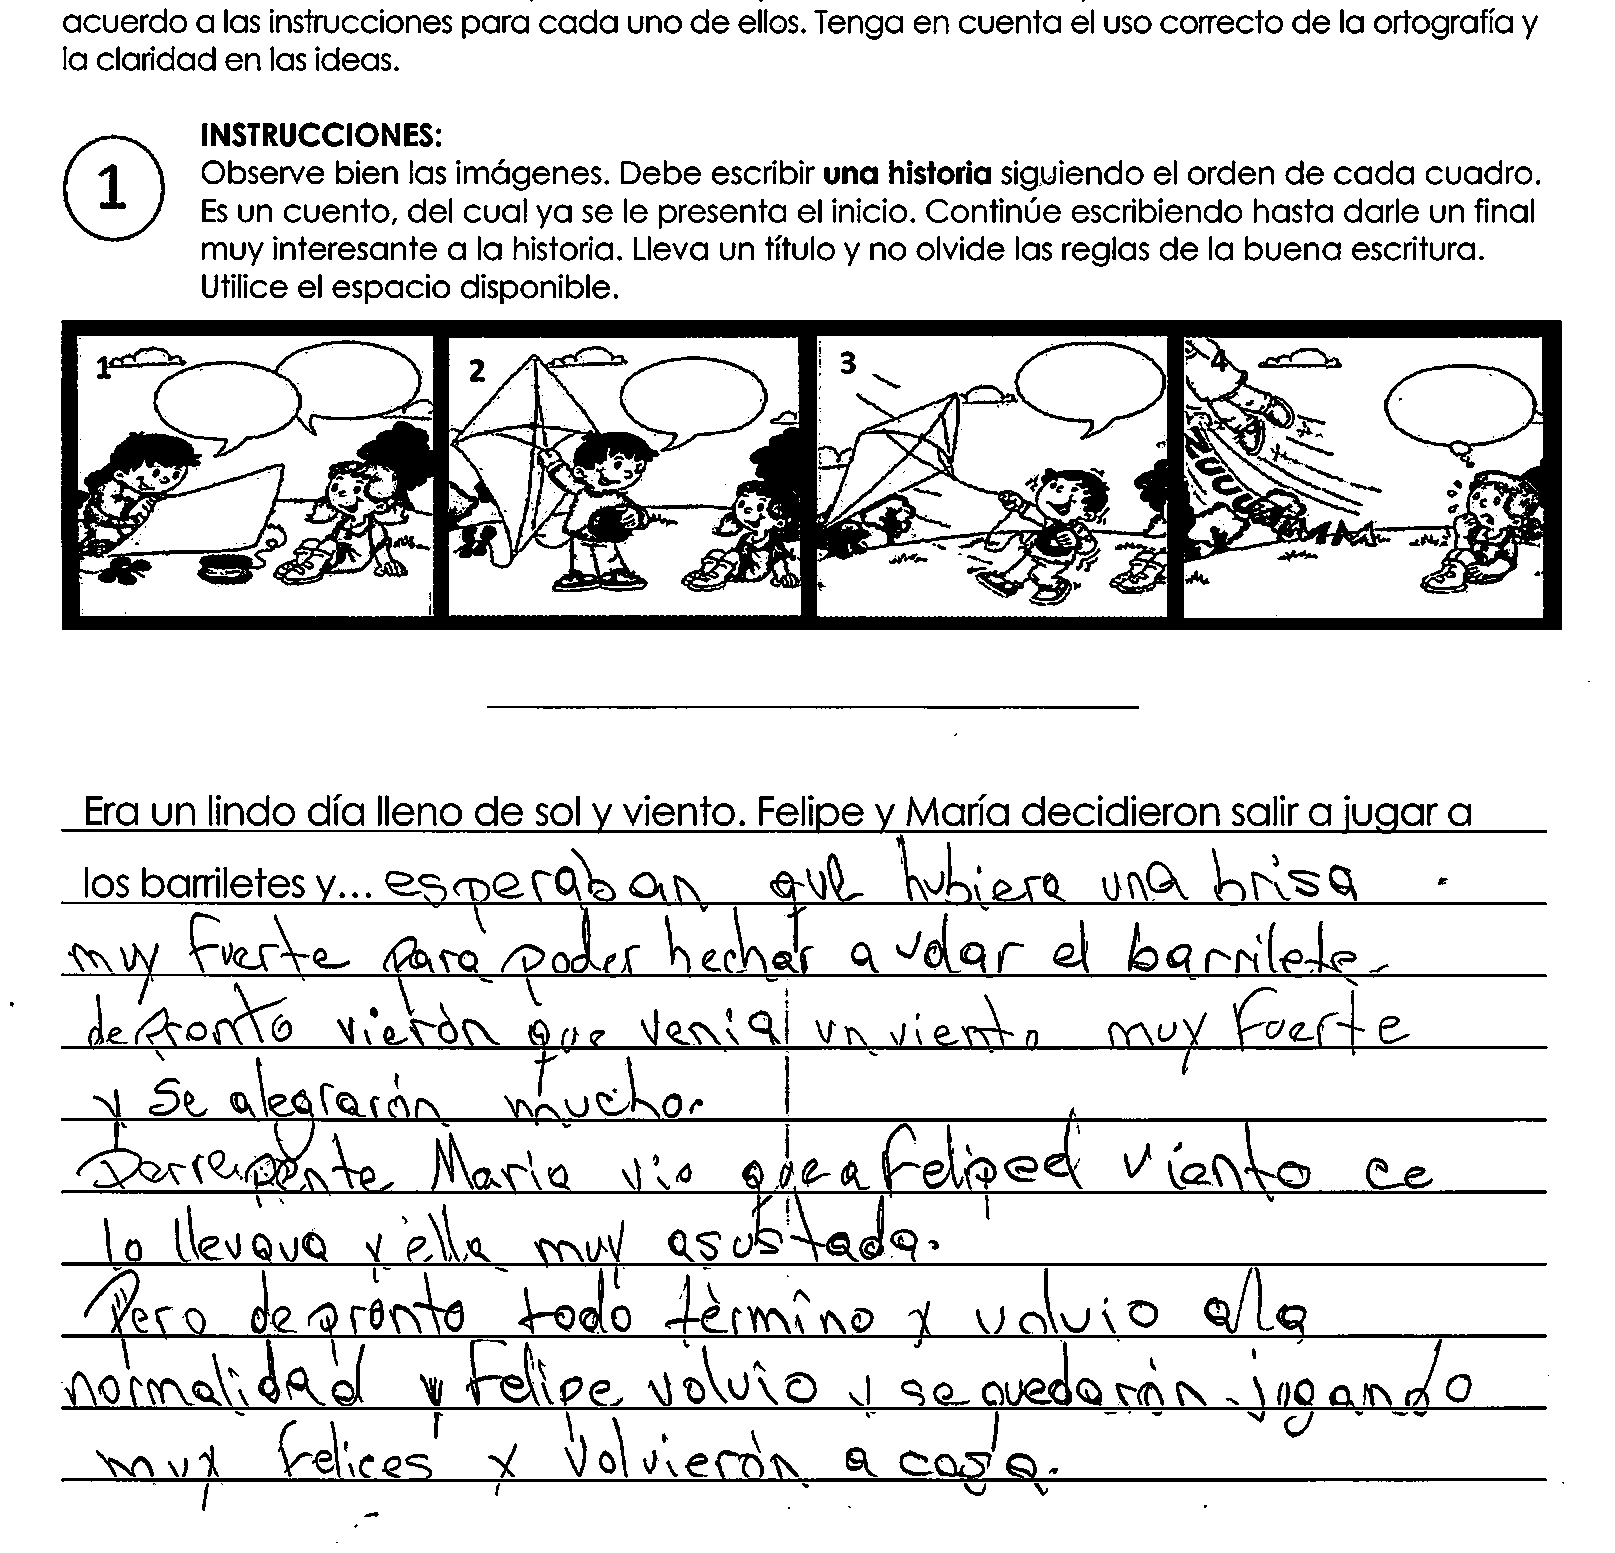 acuerdo a las instrucciones para cada uno de ellos. Tenga en cuenta el uso correcto de la ortografía y
la claridad en las ideas.
1
INSTRUCCIONES:
Observe bien las imágenes. Debe escribir una historia siguiendo el orden de cada cuadro.
Es un cuento, del cual ya se le presenta el inicio. Continúe escribiendo hasta darle un final
muy interesante a la historia. Lleva un título y no olvide las reglas de la buena escritura.
Utilice el espacio disponible.
1 2 3 4
ZUUUUMMM
Era un lindo día lleno de sol y viento. Felipe y María decidieron salir a jugar a
los barriletes y... esperaban que hubiera una brisa
muy fuerte para poder hechar a volar el barrilete
de pronto vierón que venia un viento muy fuerte
y se alegrarón mucho.
Derrepente Maria vio que a Felipe el viento ce
lo llevava y ella muy asustada.
Pero de pronto todo termino y volvio a la
normalidad y Felipe volvio y se quedarón jugando
muy felices y volvierón a casa.